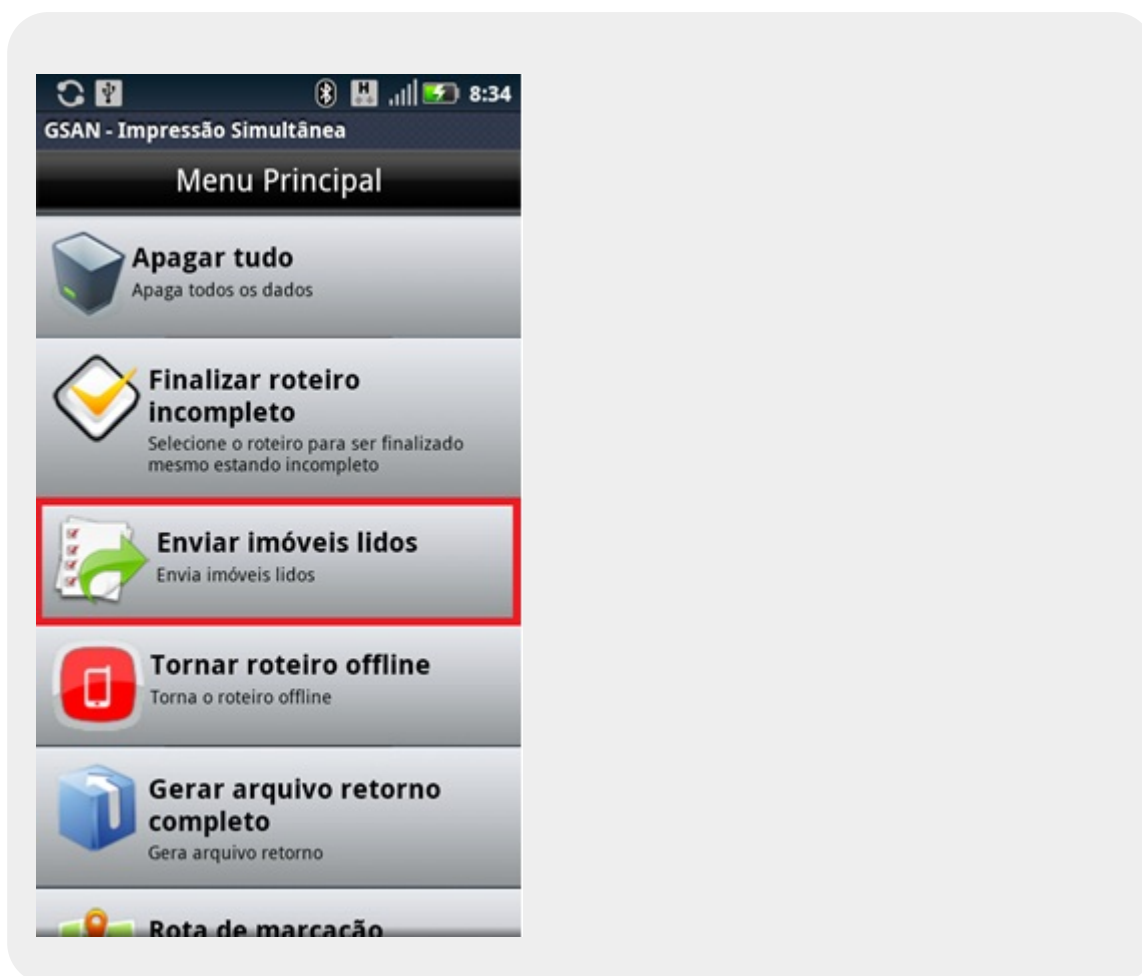 8:34
GSAN - Impressão Simultânea
Menu Principal
Apagar tudo
Apaga todos os dados
Finalizar roteiro
incompleto
Selecione o roteiro para ser finalizado
mesmo estando incompleto
Enviar imóveis lidos
Envia imóveis lidos
Tornar roteiro offline
Torna o roteiro offline
Gerar arquivo retorno
completo
Gera arquivo retorno
Rota de marcação